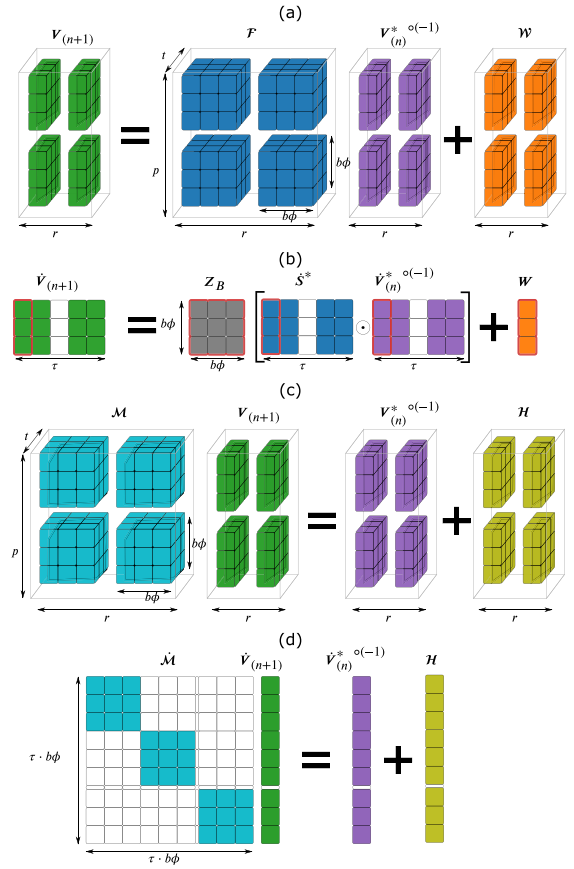 (a)
V(n+1) F V*(n) ∘(−1) W
t
= +
p bϕ
bϕ
r r r r
(b)
V̇(n+1) Z_B Ṡ* V̇*(n) ∘(−1) W
= bϕ [ ⊙ ] +
τ bϕ τ τ
(c)
M V(n+1) V*(n) ∘(−1) H
t
= +
p bϕ
bϕ
r r r r
(d)
Ṁ V̇(n+1) V̇*(n) ∘(−1) H
τ · bϕ = +
τ · bϕ